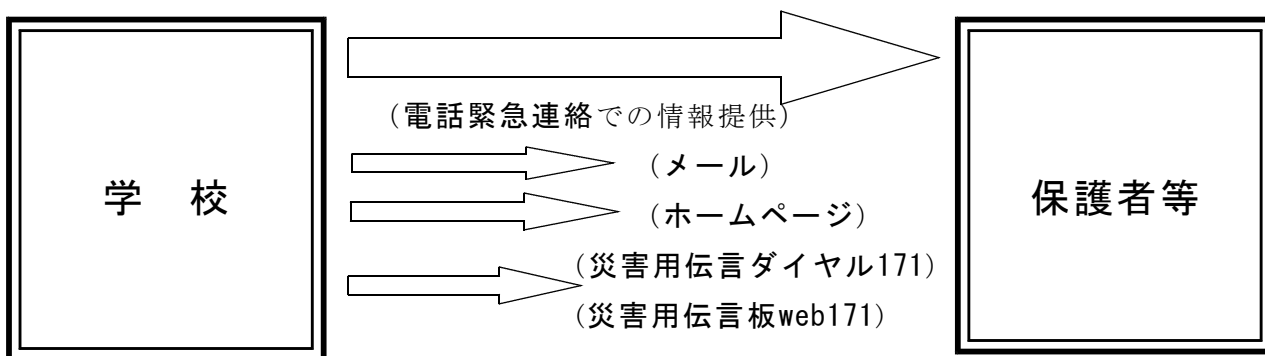 (電話緊急連絡での情報提供)
(メール)
学　校
保護者等
(ホームページ)
(災害用伝言ダイヤル171)
(災害用伝言板web171)